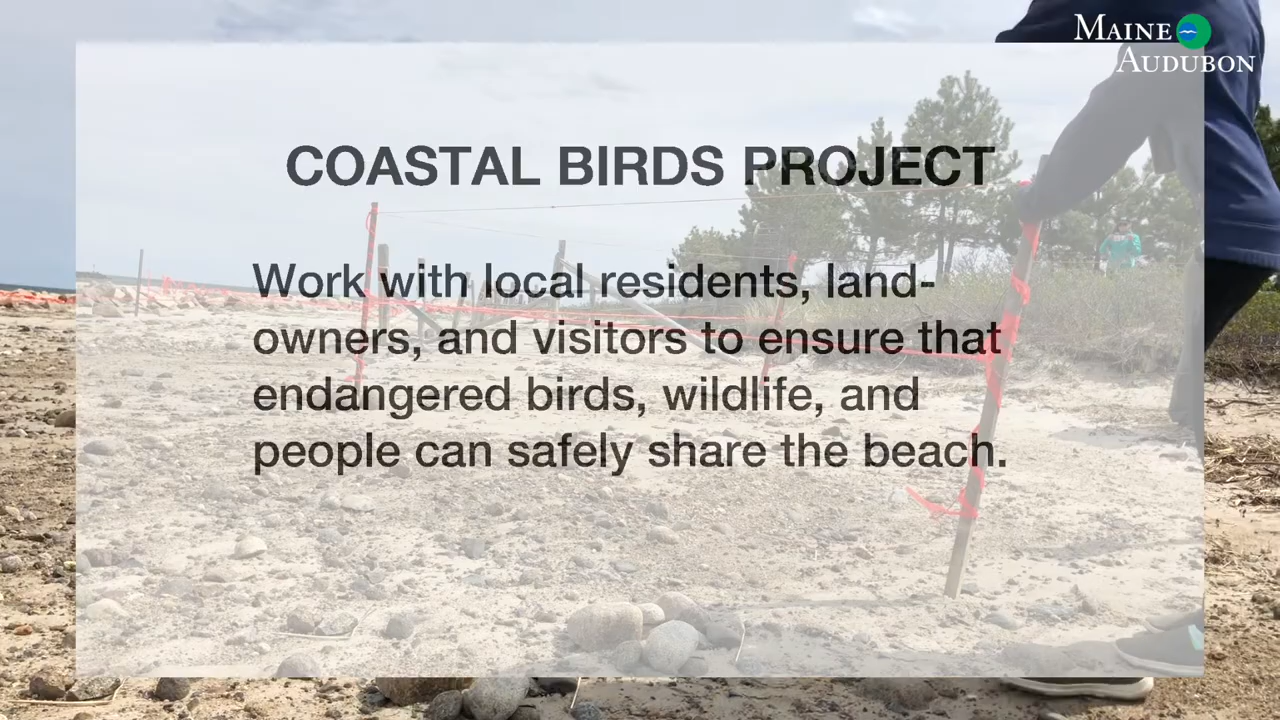 MAINE
AUDUBON
COASTAL BIRDS PROJECT
Work with local residents, land-
owners, and visitors to ensure that
endangered birds, wildlife, and
people can safely share the beach.